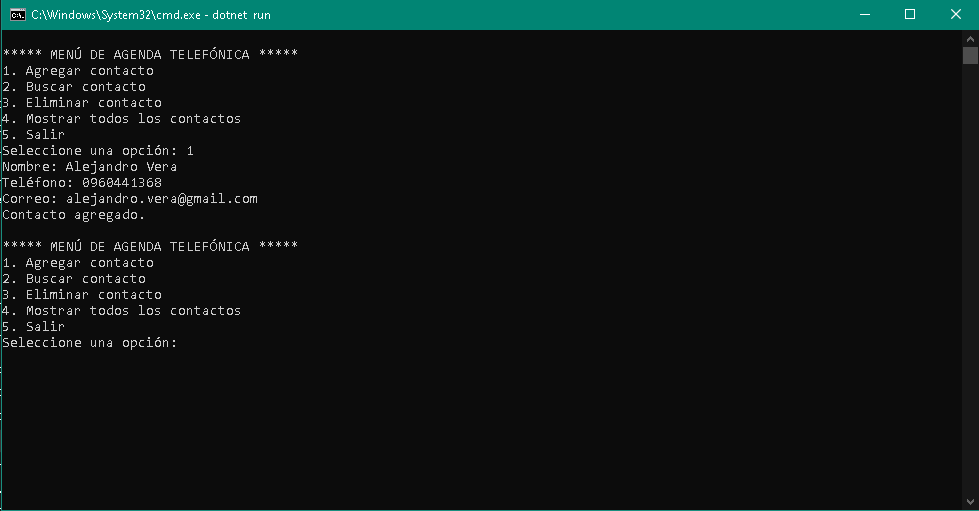 C:\Windows\System32\cmd.exe - dotnet run
***** MENÚ DE AGENDA TELEFÓNICA *****
1. Agregar contacto
2. Buscar contacto
3. Eliminar contacto
4. Mostrar todos los contactos
5. Salir
Seleccione una opción: 1
Nombre: Alejandro Vera
Teléfono: 0960441368
Correo: alejandro.vera@gmail.com
Contacto agregado.
***** MENÚ DE AGENDA TELEFÓNICA *****
1. Agregar contacto
2. Buscar contacto
3. Eliminar contacto
4. Mostrar todos los contactos
5. Salir
Seleccione una opción: